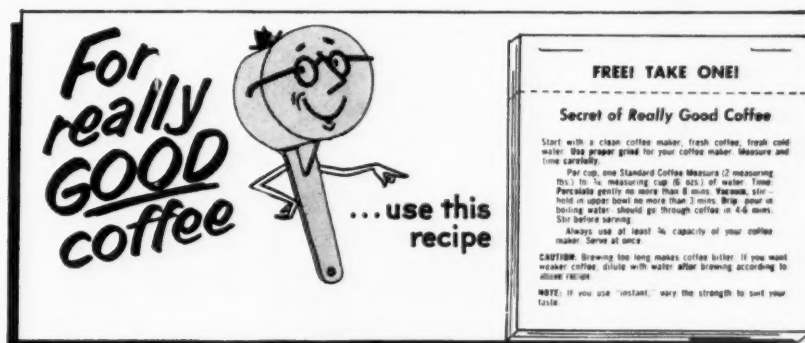 For
really
GOOD
coffee
...use this
recipe
FREE! TAKE ONE!
Secret of Really Good Coffee
Start with a clean coffee maker, fresh coffee, fresh cold
water. Use proper grind for your coffee maker. Measure and
time carefully.
Per cup, one Standard Coffee Measure (2 measuring
tbs.) to ¾ measuring cup (6 ozs.) of water. Time:
Percolate gently no more than 8 mins. Vacuum, stir –
hold in upper bowl no more than 3 mins. Drip: pour in
boiling water – should go through coffee in 4-6 mins.
Stir before serving.
Always use at least ¾ capacity of your coffee
maker. Serve at once.
CAUTION: Brewing too long makes coffee bitter. If you want
weaker coffee, dilute with water after brewing according to
above recipe.
NOTE: If you use "instant," vary the strength to suit your
taste.